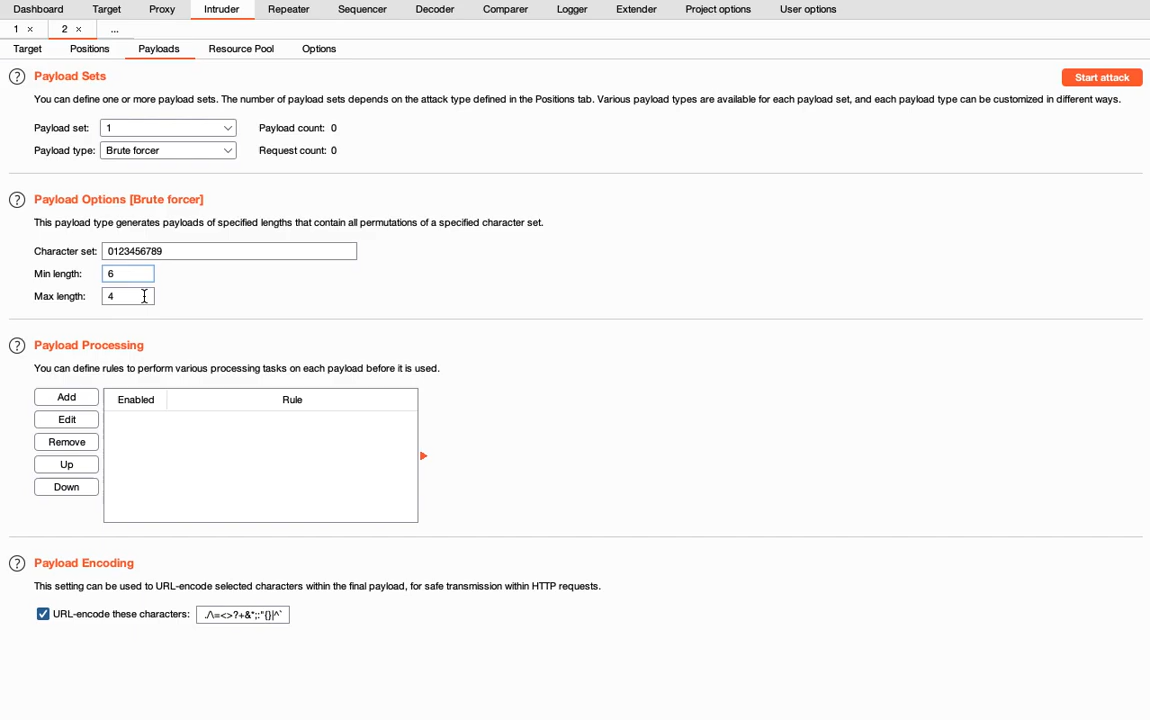 Dashboard Target Proxy Intruder Repeater Sequencer Decoder Comparer Logger Extender Project options User options
1 × 2 × ...
Target Positions Payloads Resource Pool Options
? Payload Sets Start attack
You can define one or more payload sets. The number of payload sets depends on the attack type defined in the Positions tab. Various payload types are available for each payload set, and each payload type can be customized in different ways.
Payload set: 1 Payload count: 0
Payload type: Brute forcer Request count: 0
? Payload Options [Brute forcer]
This payload type generates payloads of specified lengths that contain all permutations of a specified character set.
Character set: 0123456789
Min length: 6
Max length: 4
? Payload Processing
You can define rules to perform various processing tasks on each payload before it is used.
Add Enabled Rule
Edit
Remove
Up
Down
? Payload Encoding
This setting can be used to URL-encode selected characters within the final payload, for safe transmission within HTTP requests.
URL-encode these characters: ./\=<>?+&*;:"{}|^`